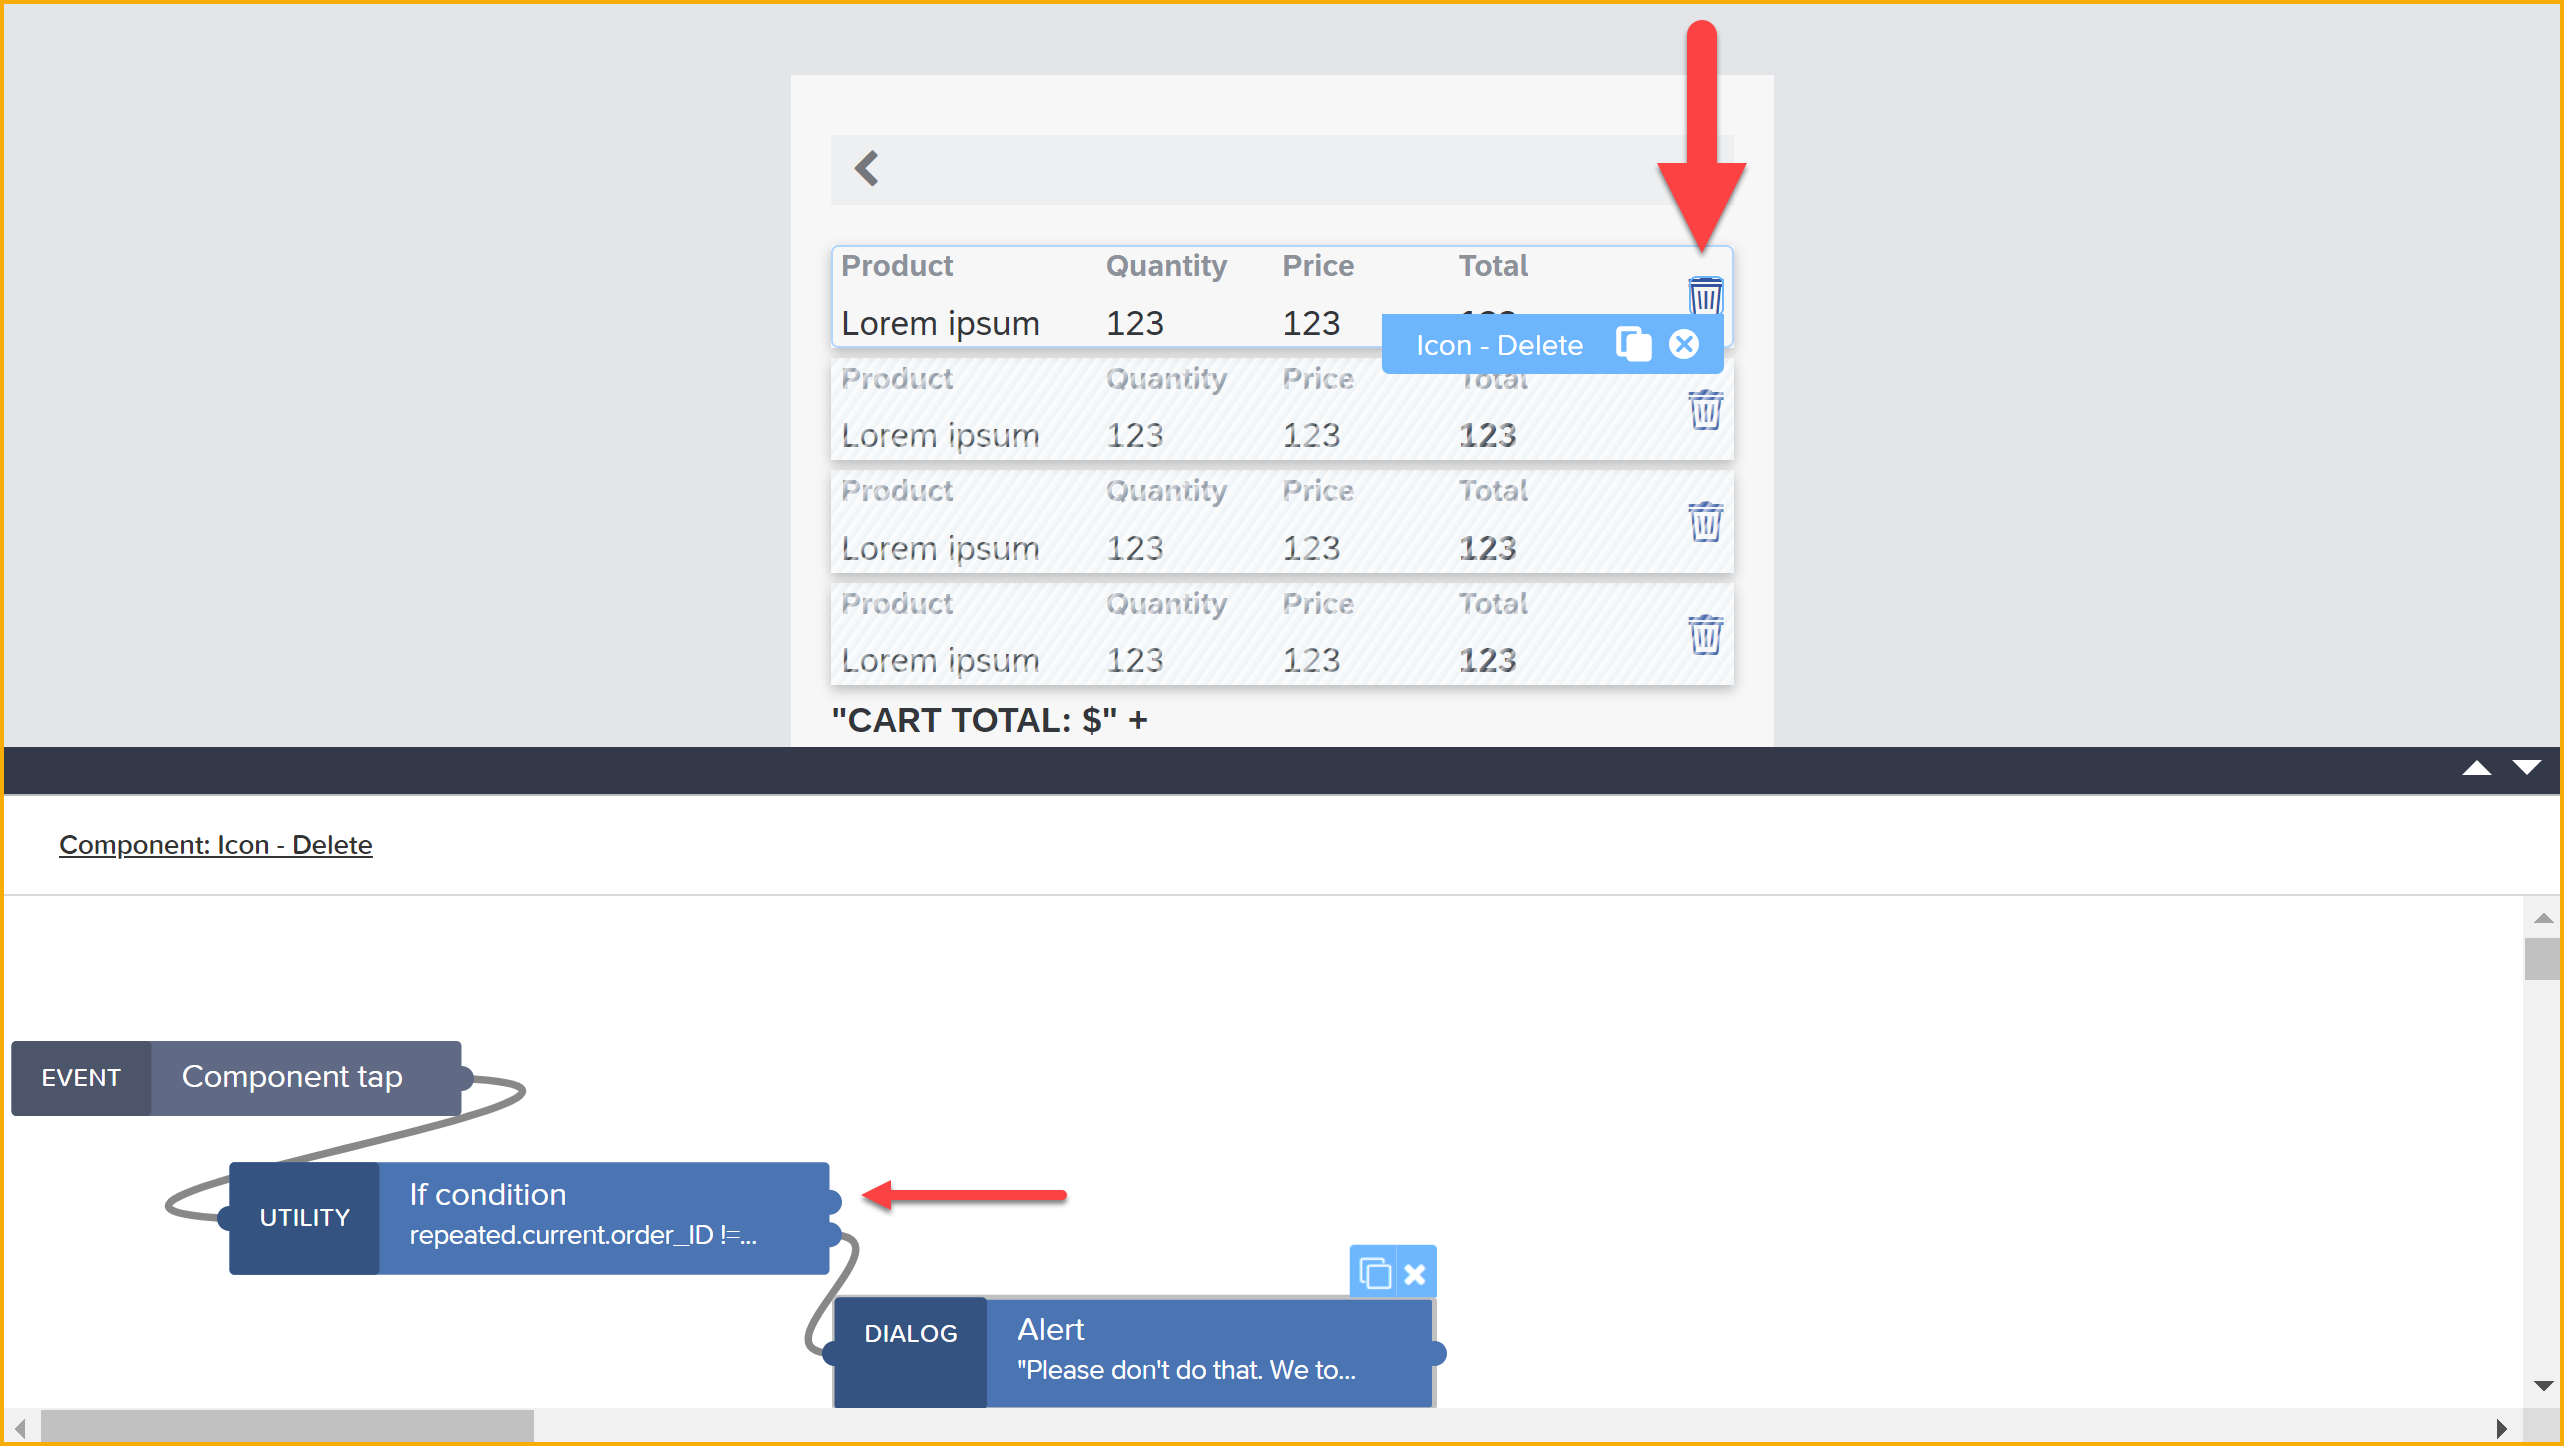 Product Quantity Price Total
Lorem ipsum 123 123
Icon - Delete
Product Quantity Price Total
Lorem ipsum 123 123 123
Product Quantity Price Total
Lorem ipsum 123 123 123
Product Quantity Price Total
Lorem ipsum 123 123 123
"CART TOTAL: $" +
Component: Icon - Delete
EVENT Component tap
UTILITY If condition
repeated.current.order_ID !=...
DIALOG Alert
"Please don't do that. We to...